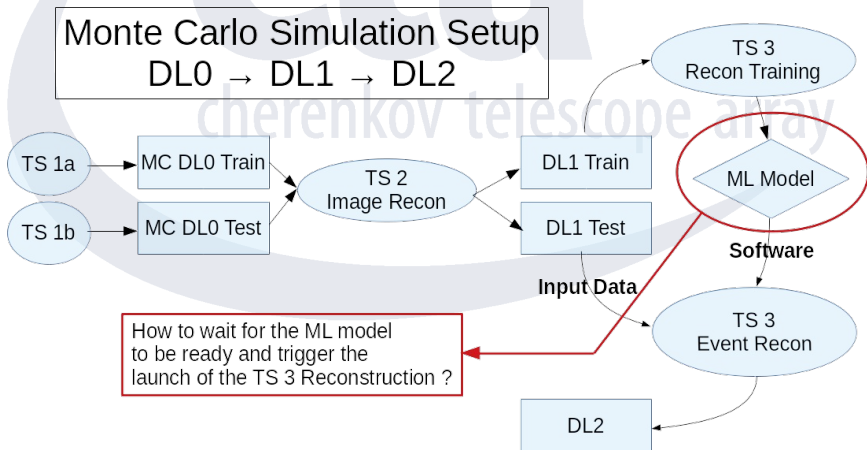 Monte Carlo Simulation Setup
DL0 → DL1 → DL2
cherenkov telescope array
TS 1a
MC DL0 Train
TS 1b
MC DL0 Test
TS 2
Image Recon
DL1 Train
DL1 Test
TS 3
Recon Training
ML Model
Software
Input Data
TS 3
Event Recon
How to wait for the ML model
to be ready and trigger the
launch of the TS 3 Reconstruction ?
DL2